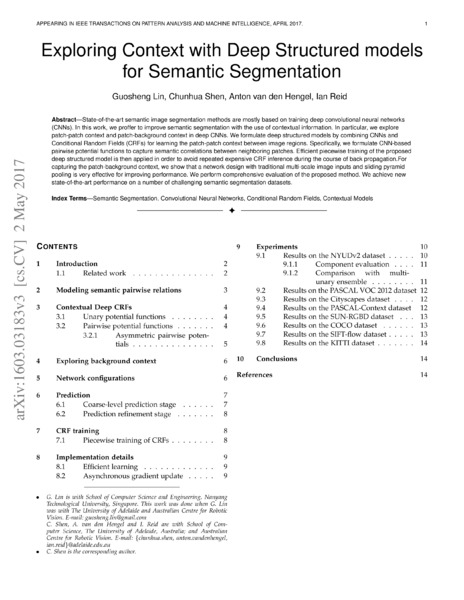 APPEARING IN IEEE TRANSACTIONS ON PATTERN ANALYSIS AND MACHINE INTELLIGENCE, APRIL 2017. 1
Exploring Context with Deep Structured models
for Semantic Segmentation
Guosheng Lin, Chunhua Shen, Anton van den Hengel, Ian Reid
Abstract—State-of-the-art semantic image segmentation methods are mostly based on training deep convolutional neural networks
(CNNs). In this work, we proffer to improve semantic segmentation with the use of contextual information. In particular, we explore
patch-patch context and patch-background context in deep CNNs. We formulate deep structured models by combining CNNs and
Conditional Random Fields (CRFs) for learning the patch-patch context between image regions. Specifically, we formulate CNN-based
pairwise potential functions to capture semantic correlations between neighboring patches. Efficient piecewise training of the proposed
deep structured model is then applied in order to avoid repeated expensive CRF inference during the course of back propagation.For
capturing the patch-background context, we show that a network design with traditional multi-scale image inputs and sliding pyramid
pooling is very effective for improving performance. We perform comprehensive evaluation of the proposed method. We achieve new
state-of-the-art performance on a number of challenging semantic segmentation datasets.
Index Terms—Semantic Segmentation, Convolutional Neural Networks, Conditional Random Fields, Contextual Models
arXiv:1603.03183v3 [cs.CV] 2 May 2017
CONTENTS
1 Introduction 2
1.1 Related work . . . . . . . . . . . . . . . 2
2 Modeling semantic pairwise relations 3
3 Contextual Deep CRFs 4
3.1 Unary potential functions . . . . . . . . 4
3.2 Pairwise potential functions . . . . . . . 4
3.2.1 Asymmetric pairwise poten-
tials . . . . . . . . . . . . . . . 5
4 Exploring background context 6
5 Network configurations 6
6 Prediction 7
6.1 Coarse-level prediction stage . . . . . . 7
6.2 Prediction refinement stage . . . . . . . 8
7 CRF training 8
7.1 Piecewise training of CRFs . . . . . . . . 8
8 Implementation details 9
8.1 Efficient learning . . . . . . . . . . . . . 9
8.2 Asynchronous gradient update . . . . . 9
• G. Lin is with School of Computer Science and Engineering, Nanyang
Technological University, Singapore. This work was done when G. Lin
was with The University of Adelaide and Australian Centre for Robotic
Vision. E-mail: guosheng.lin@gmail.com
C. Shen, A. van den Hengel and I. Reid are with School of Com-
puter Science, The University of Adelaide, Australia; and Australian
Centre for Robotic Vision. E-mail: {chunhua.shen, anton.vandenhengel,
ian.reid}@adelaide.edu.au
• C. Shen is the corresponding author.
9 Experiments 10
9.1 Results on the NYUDv2 dataset . . . . . 10
9.1.1 Component evaluation . . . . 11
9.1.2 Comparison with multi-
unary ensemble . . . . . . . . 11
9.2 Results on the PASCAL VOC 2012 dataset 12
9.3 Results on the Cityscapes dataset . . . . 12
9.4 Results on the PASCAL-Context dataset 12
9.5 Results on the SUN-RGBD dataset . . . 13
9.6 Results on the COCO dataset . . . . . . 13
9.7 Results on the SIFT-flow dataset . . . . . 13
9.8 Results on the KITTI dataset . . . . . . . 14
10 Conclusions 14
References 14